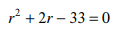 r² + 2r − 33 = 0